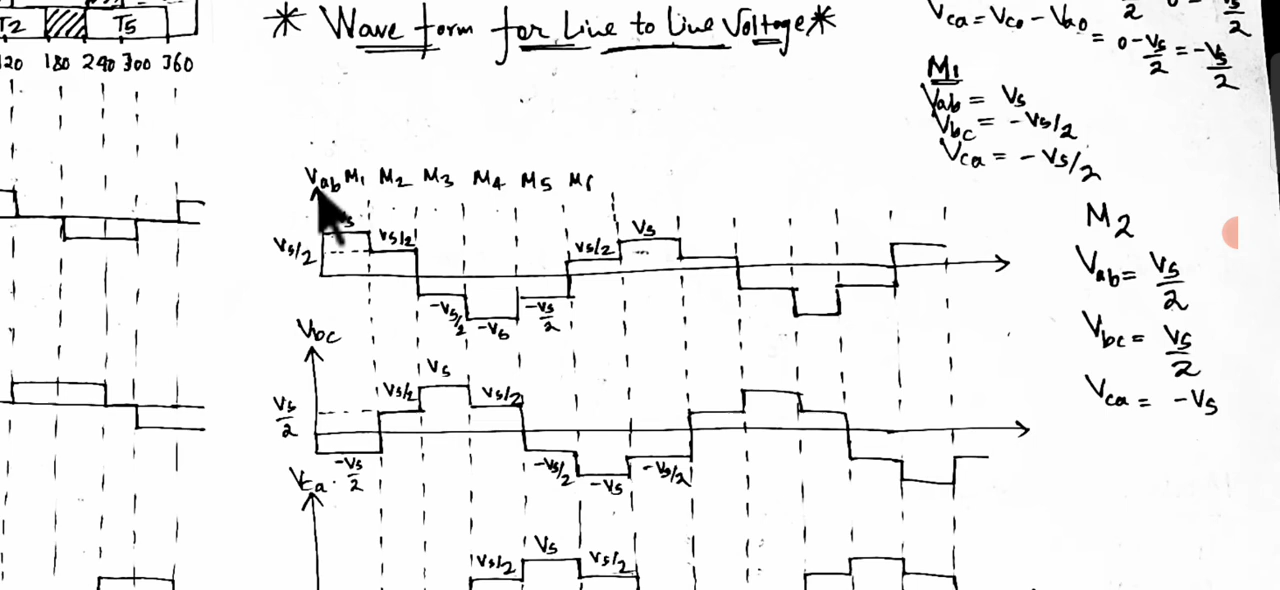 * Wave form for Line to Line Voltage *
T2 T5
120 180 240 300 360
Vca = Vco - Vao
= 0 - Vs/2 = -Vs/2
M1
Vab = Vs
Vbc = -Vs/2
Vca = -Vs/2
M2
Vab = Vs/2
Vbc = Vs/2
Vca = -Vs
Vab M1 M2 M3 M4 M5
Vs/2 Vs/2 Vs/2 Vs
-Vs/2 -Vs/2
Vbc
Vs/2 Vs/2 Vs Vs/2
-Vs/2 -Vs/2 -Vs -Vs/2
Vca
Vs/2 Vs Vs/2